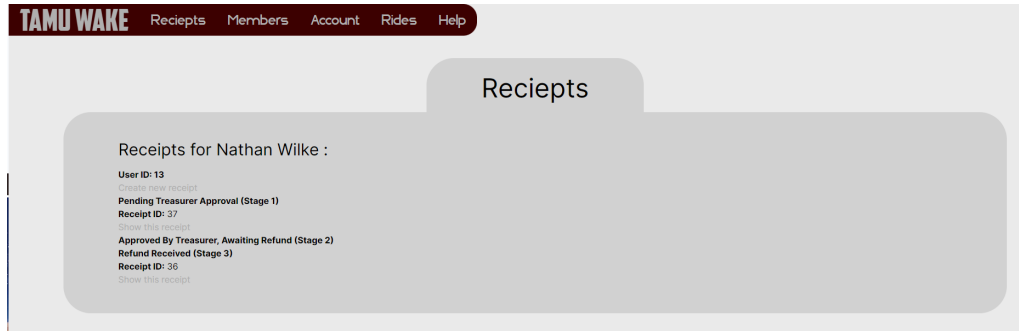 TAMU WAKE Reciepts Members Account Rides Help
Reciepts
Receipts for Nathan Wilke :
User ID: 13
Create new receipt
Pending Treasurer Approval (Stage 1)
Receipt ID: 37
Show this receipt
Approved By Treasurer, Awaiting Refund (Stage 2)
Refund Received (Stage 3)
Receipt ID: 36
Show this receipt